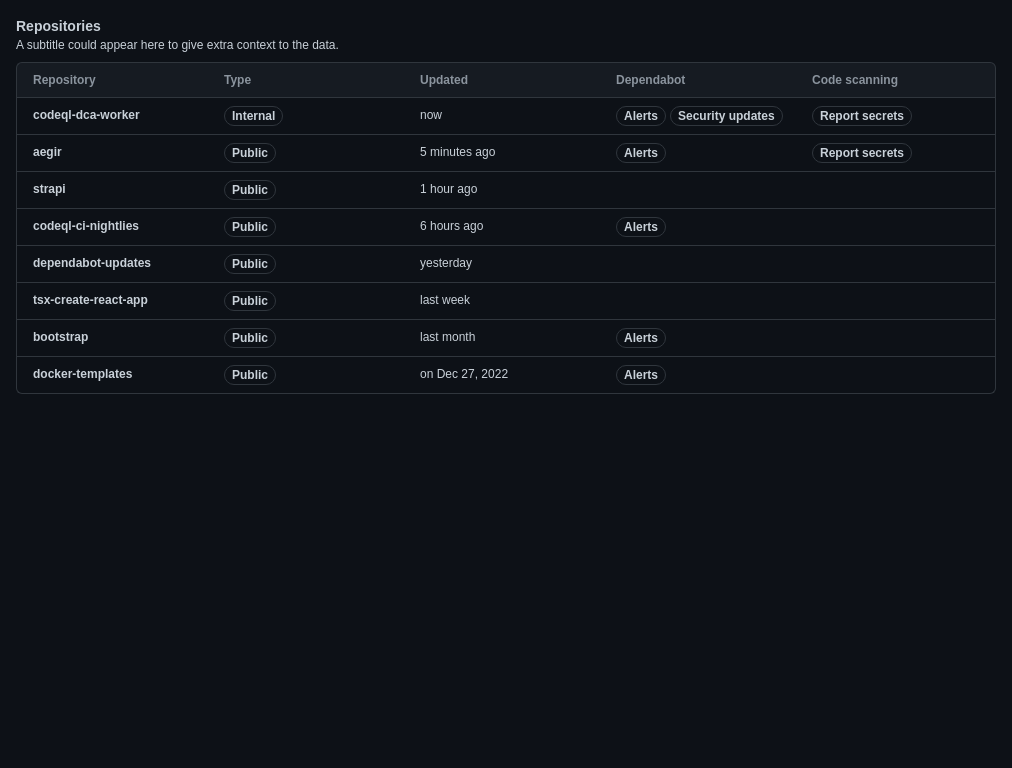 Repositories
A subtitle could appear here to give extra context to the data.
Repository Type Updated Dependabot Code scanning
codeql-dca-worker Internal now Alerts Security updates Report secrets
aegir Public 5 minutes ago Alerts Report secrets
strapi Public 1 hour ago
codeql-ci-nightlies Public 6 hours ago Alerts
dependabot-updates Public yesterday
tsx-create-react-app Public last week
bootstrap Public last month Alerts
docker-templates Public on Dec 27, 2022 Alerts